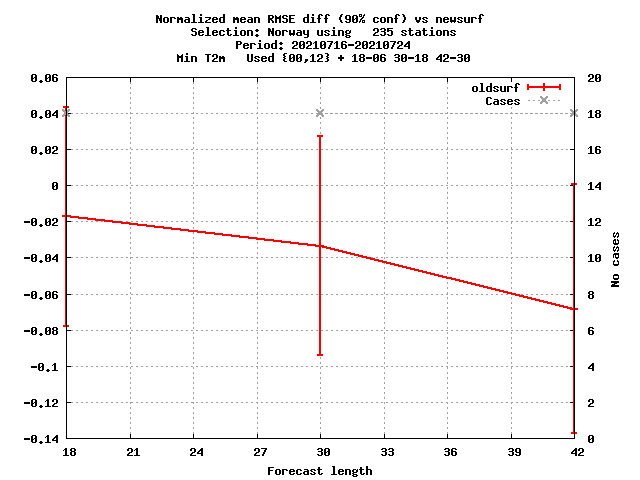 Normalized mean RMSE diff (90% conf) vs newsurf
Selection: Norway using   235 stations
Period: 20210716-20210724
Min T2m   Used {00,12} + 18-06 30-18 42-30
0.06
0.04
0.02
0
-0.02
-0.04
-0.06
-0.08
-0.1
-0.12
-0.14
oldsurf
Cases
20
18
16
14
12
10
8
6
4
2
0
No cases
18 21 24 27 30 33 36 39 42
Forecast length